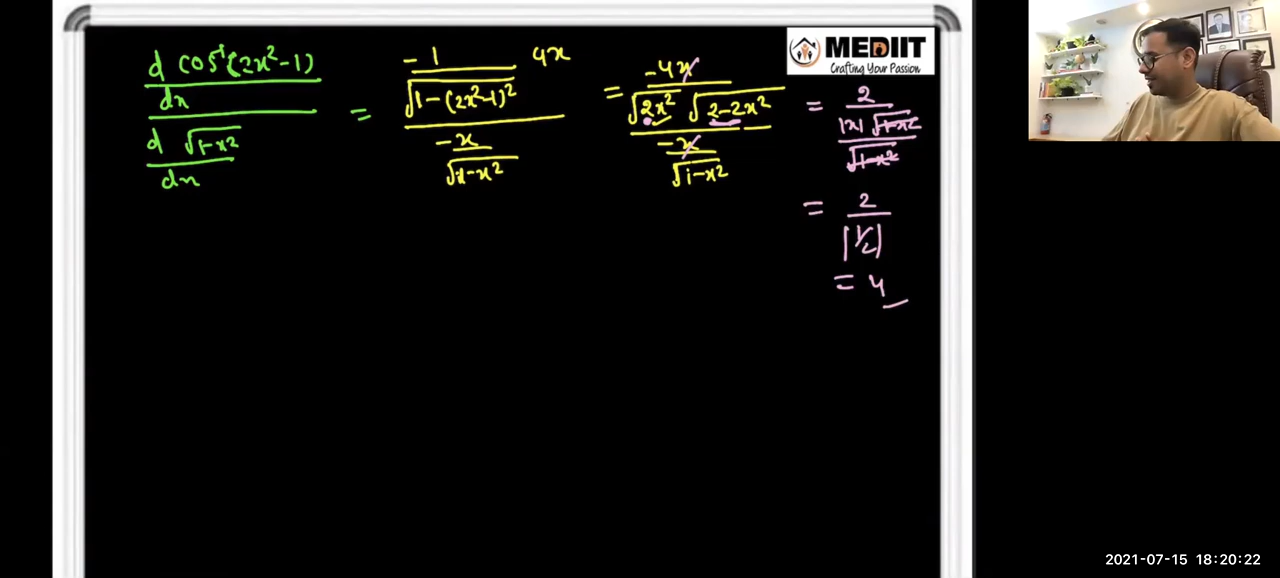 d cos⁻¹(2x²-1)
dx
d √1-x²
dx
= -1 4x
√1-(2x²-1)²
-x
√1-x²
= -4x
√2x² √2-2x²
-x
√1-x²
MEDIIT
Crafting Your Passion
= 2
|x| √1-x²
√1-x²
= 2
|1/2|
= 4
2021-07-15 18:20:22